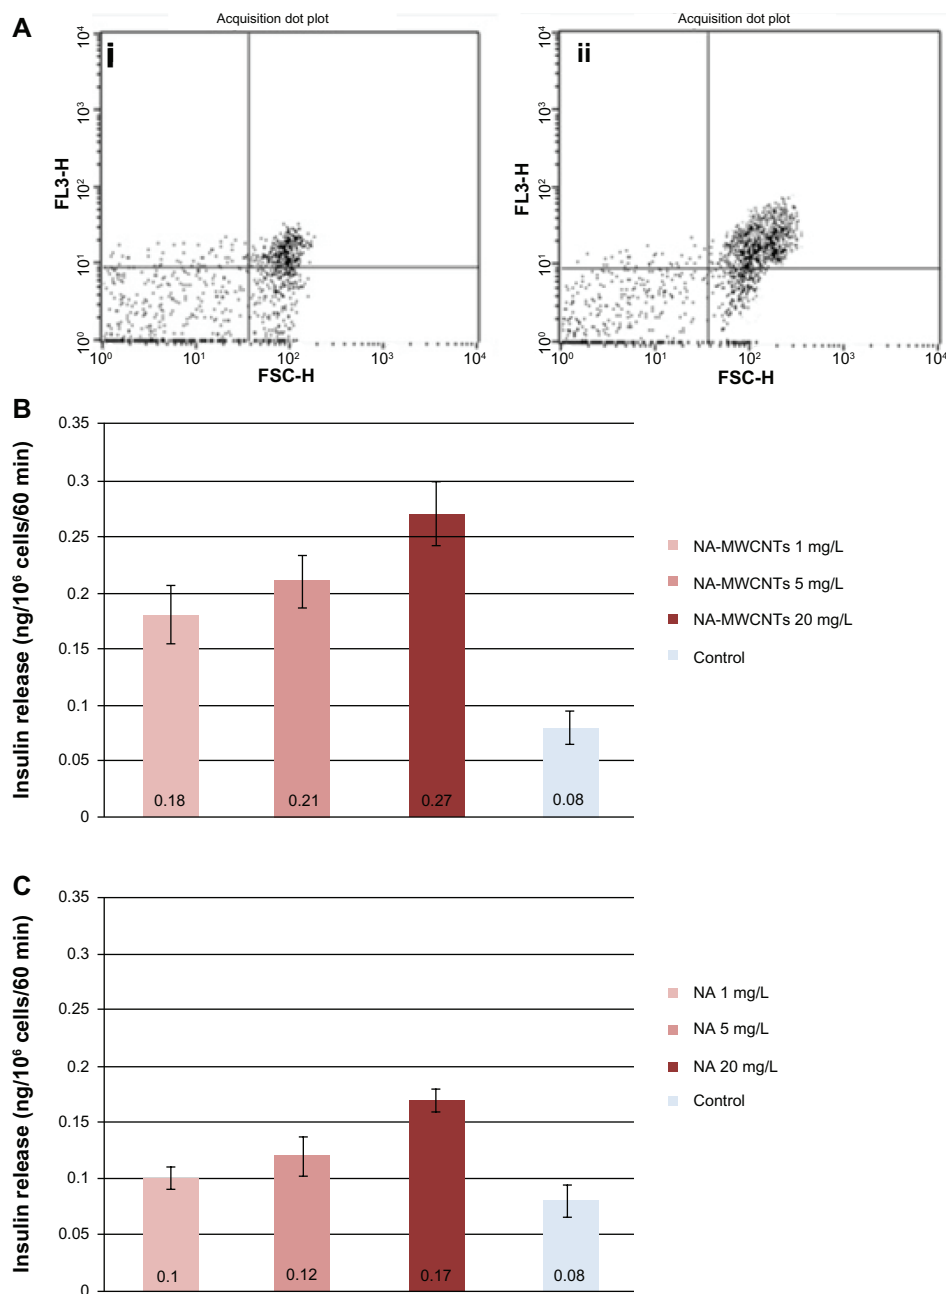 A
Acquisition dot plot
i
FL3-H
10⁴
10³
10²
10¹
10⁰
10⁰ 10¹ 10² 10³ 10⁴
FSC-H
Acquisition dot plot
ii
FL3-H
10⁴
10³
10²
10¹
10⁰
10⁰ 10¹ 10² 10³ 10⁴
FSC-H
B
Insulin release (ng/10⁶ cells/60 min)
0.35
0.3
0.25
0.2
0.15
0.1
0.05
0
0.18 0.21 0.27 0.08
NA-MWCNTs 1 mg/L
NA-MWCNTs 5 mg/L
NA-MWCNTs 20 mg/L
Control
C
Insulin release (ng/10⁶ cells/60 min)
0.35
0.3
0.25
0.2
0.15
0.1
0.05
0
0.1 0.12 0.17 0.08
NA 1 mg/L
NA 5 mg/L
NA 20 mg/L
Control